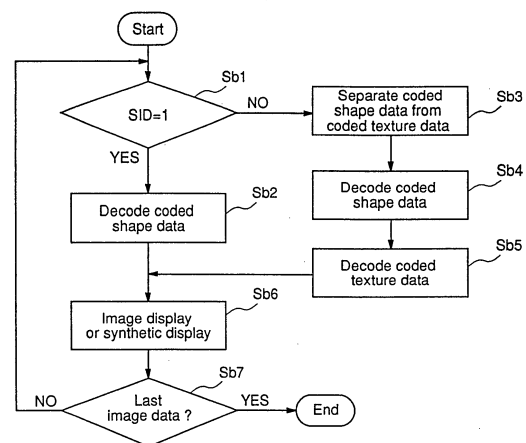 Start
Sb1
SID=1
NO
YES
Separate coded
shape data from
coded texture data
Sb3
Sb2
Decode coded
shape data
Decode coded
shape data
Sb4
Decode coded
texture data
Sb5
Sb6
Image display
or synthetic display
Sb7
NO
Last
image data ?
YES
End